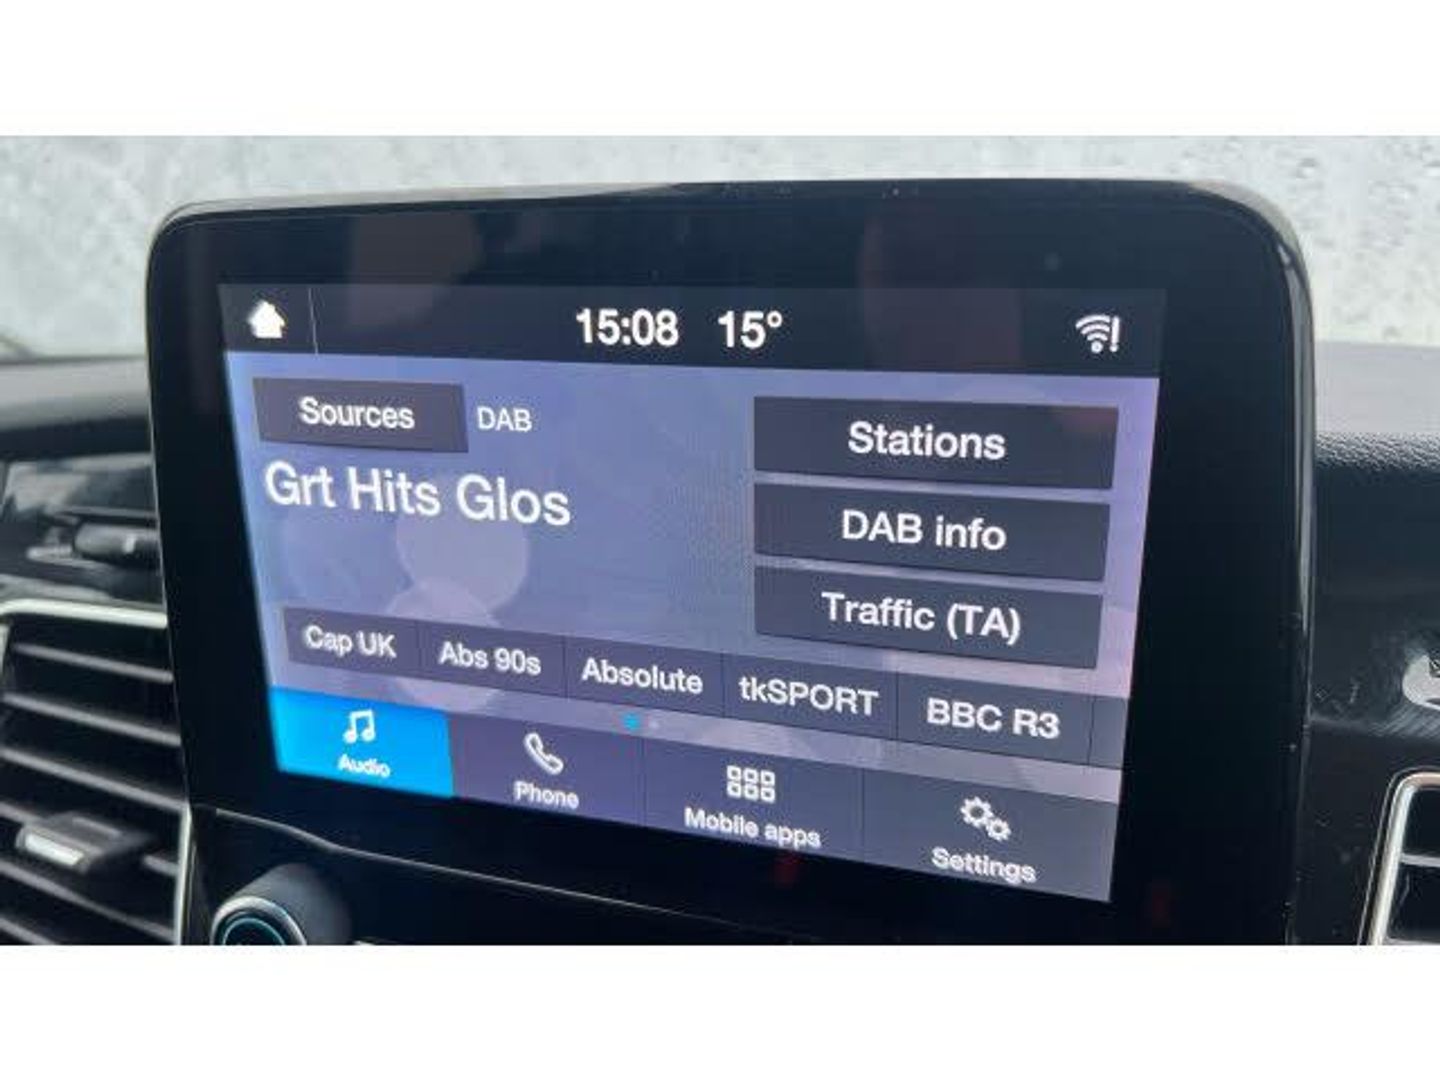 15:08 15°
Sources DAB
Grt Hits Glos
Stations
DAB info
Traffic (TA)
Cap UK Abs 90s Absolute tkSPORT BBC R3
Audio Phone Mobile apps Settings